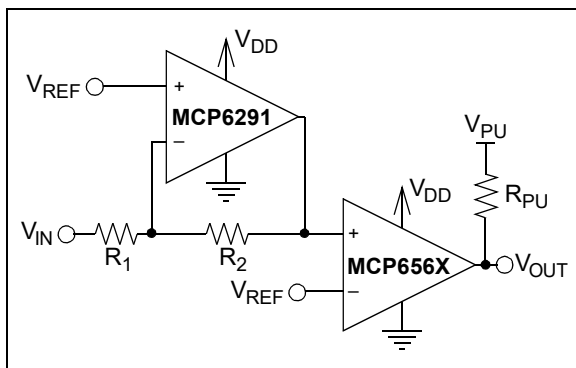 V_DD
V_REF
+
MCP6291
−
V_PU
R_PU
V_DD
V_IN
R_1
R_2
+
MCP656X
V_OUT
V_REF
−